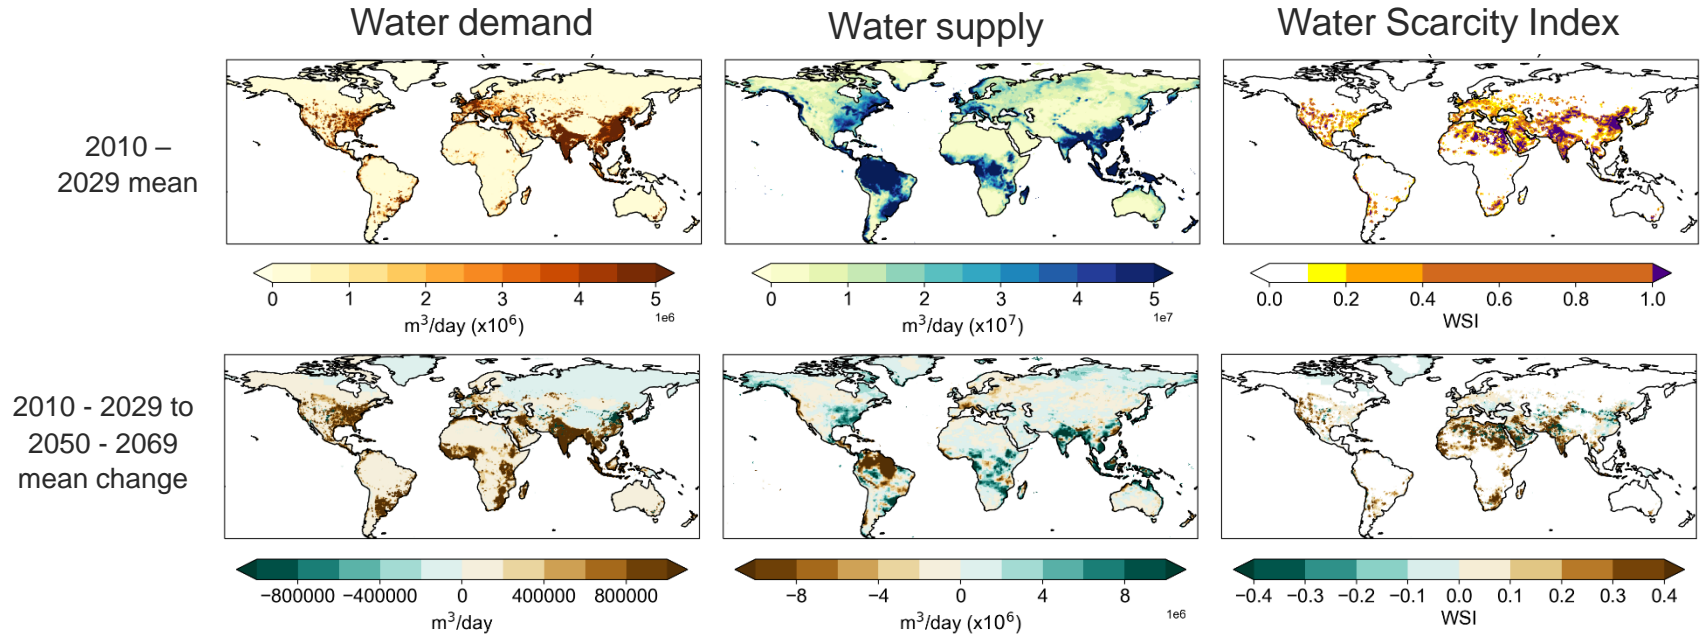 Water demand
Water supply
Water Scarcity Index
2010 –
2029 mean
0 1 2 3 4 5
1e6
m³/day (x10⁶)
0 1 2 3 4 5
1e7
m³/day (x10⁷)
0.0 0.2 0.4 0.6 0.8 1.0
WSI
2010 - 2029 to
2050 - 2069
mean change
−800000 −400000 0 400000 800000
m³/day
−8 −4 0 4 8
1e6
m³/day (x10⁶)
−0.4 −0.3 −0.2 −0.1 0.0 0.1 0.2 0.3 0.4
WSI